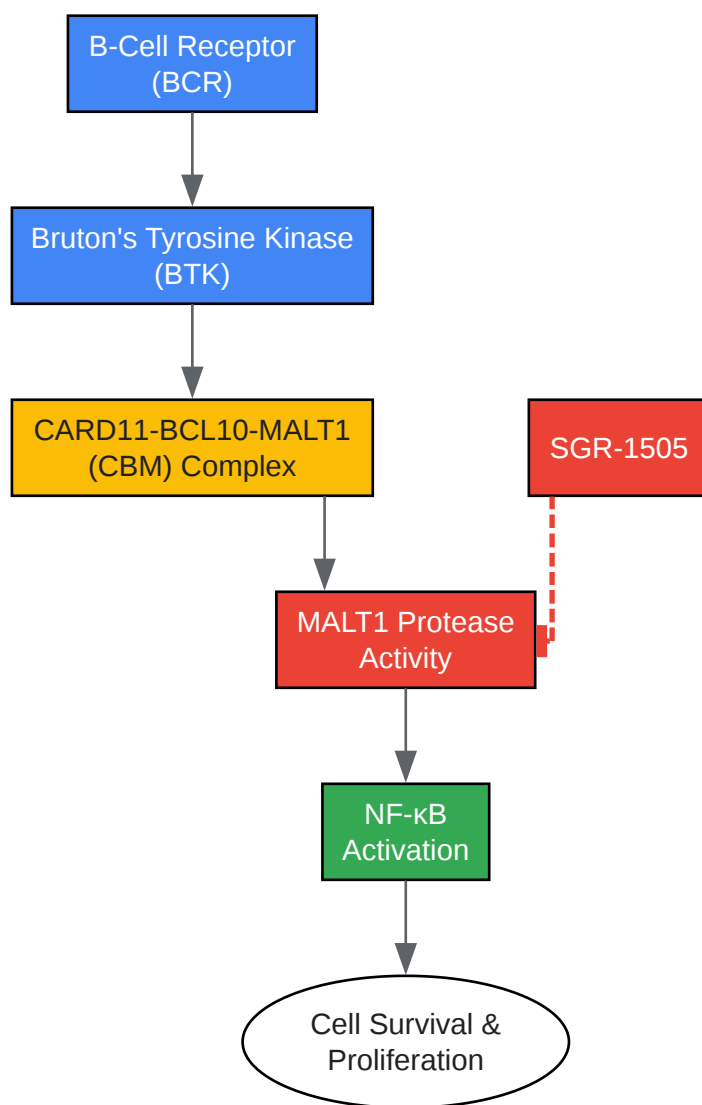 B-Cell Receptor
(BCR)
Bruton's Tyrosine Kinase
(BTK)
CARD11-BCL10-MALT1
(CBM) Complex
SGR-1505
MALT1 Protease
Activity
NF-κB
Activation
Cell Survival &
Proliferation